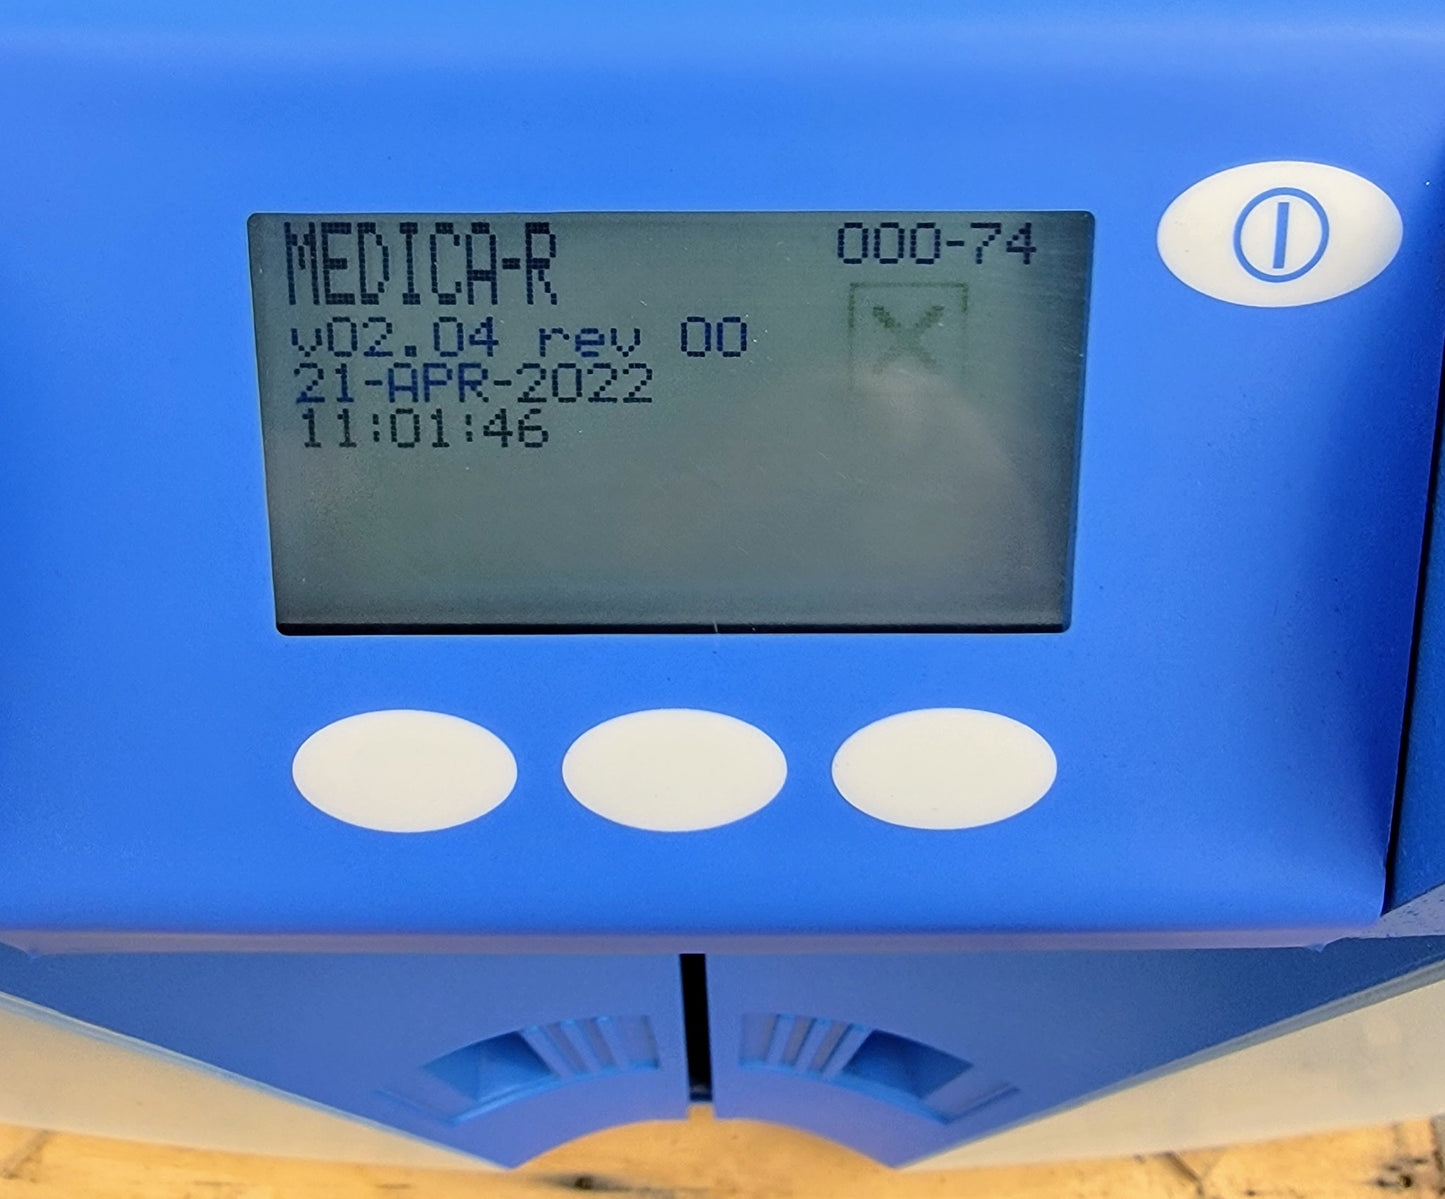 MEDICA-R
000-74
v02.04 rev 00
21-APR-2022
11:01:46